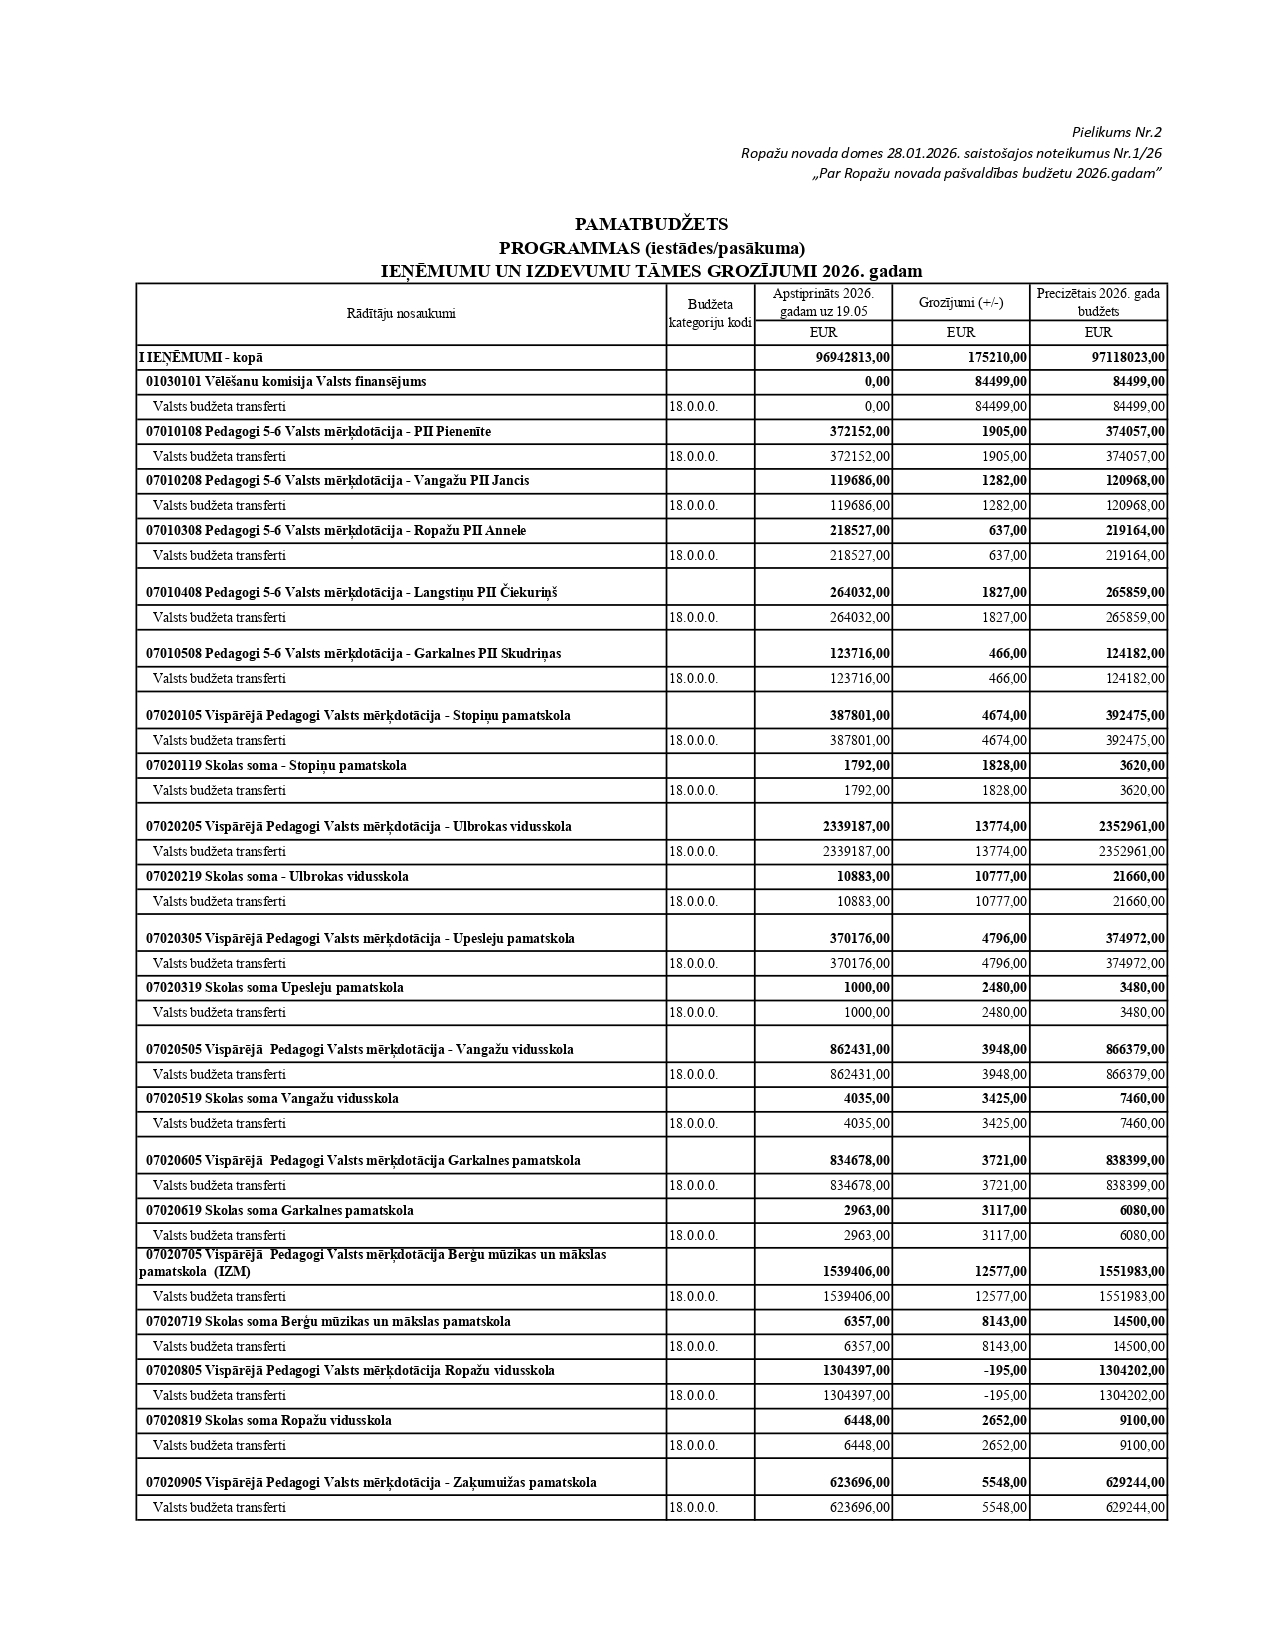 Pielikums Nr.2
Ropažu novada domes 28.01.2026. saistošajos noteikumus Nr.1/26
„Par Ropažu novada pašvaldības budžetu 2026.gadam”
PAMATBUDŽETS
PROGRAMMAS (iestādes/pasākuma)
IEŅĒMUMU UN IZDEVUMU TĀMES GROZĪJUMI 2026. gadam
Rādītāju nosaukumi Budžeta kategoriju kodi Apstiprināts 2026. gadam uz 19.05 Grozījumi (+/-) Precizētais 2026. gada budžets
EUR EUR EUR
I IEŅĒMUMI - kopā 96942813,00 175210,00 97118023,00
01030101 Vēlēšanu komisija Valsts finansējums 0,00 84499,00 84499,00
Valsts budžeta transferti 18.0.0.0. 0,00 84499,00 84499,00
07010108 Pedagogi 5-6 Valsts mērķdotācija - PII Pienenīte 372152,00 1905,00 374057,00
Valsts budžeta transferti 18.0.0.0. 372152,00 1905,00 374057,00
07010208 Pedagogi 5-6 Valsts mērķdotācija - Vangažu PII Jancis 119686,00 1282,00 120968,00
Valsts budžeta transferti 18.0.0.0. 119686,00 1282,00 120968,00
07010308 Pedagogi 5-6 Valsts mērķdotācija - Ropažu PII Annele 218527,00 637,00 219164,00
Valsts budžeta transferti 18.0.0.0. 218527,00 637,00 219164,00
07010408 Pedagogi 5-6 Valsts mērķdotācija - Langstiņu PII Čiekuriņš 264032,00 1827,00 265859,00
Valsts budžeta transferti 18.0.0.0. 264032,00 1827,00 265859,00
07010508 Pedagogi 5-6 Valsts mērķdotācija - Garkalnes PII Skudriņas 123716,00 466,00 124182,00
Valsts budžeta transferti 18.0.0.0. 123716,00 466,00 124182,00
07020105 Vispārējā Pedagogi Valsts mērķdotācija - Stopiņu pamatskola 387801,00 4674,00 392475,00
Valsts budžeta transferti 18.0.0.0. 387801,00 4674,00 392475,00
07020119 Skolas soma - Stopiņu pamatskola 1792,00 1828,00 3620,00
Valsts budžeta transferti 18.0.0.0. 1792,00 1828,00 3620,00
07020205 Vispārējā Pedagogi Valsts mērķdotācija - Ulbrokas vidusskola 2339187,00 13774,00 2352961,00
Valsts budžeta transferti 18.0.0.0. 2339187,00 13774,00 2352961,00
07020219 Skolas soma - Ulbrokas vidusskola 10883,00 10777,00 21660,00
Valsts budžeta transferti 18.0.0.0. 10883,00 10777,00 21660,00
07020305 Vispārējā Pedagogi Valsts mērķdotācija - Upesleju pamatskola 370176,00 4796,00 374972,00
Valsts budžeta transferti 18.0.0.0. 370176,00 4796,00 374972,00
07020319 Skolas soma Upesleju pamatskola 1000,00 2480,00 3480,00
Valsts budžeta transferti 18.0.0.0. 1000,00 2480,00 3480,00
07020505 Vispārējā  Pedagogi Valsts mērķdotācija - Vangažu vidusskola 862431,00 3948,00 866379,00
Valsts budžeta transferti 18.0.0.0. 862431,00 3948,00 866379,00
07020519 Skolas soma Vangažu vidusskola 4035,00 3425,00 7460,00
Valsts budžeta transferti 18.0.0.0. 4035,00 3425,00 7460,00
07020605 Vispārējā  Pedagogi Valsts mērķdotācija Garkalnes pamatskola 834678,00 3721,00 838399,00
Valsts budžeta transferti 18.0.0.0. 834678,00 3721,00 838399,00
07020619 Skolas soma Garkalnes pamatskola 2963,00 3117,00 6080,00
Valsts budžeta transferti 18.0.0.0. 2963,00 3117,00 6080,00
07020705 Vispārējā  Pedagogi Valsts mērķdotācija Berģu mūzikas un mākslas
pamatskola  (IZM) 1539406,00 12577,00 1551983,00
Valsts budžeta transferti 18.0.0.0. 1539406,00 12577,00 1551983,00
07020719 Skolas soma Berģu mūzikas un mākslas pamatskola 6357,00 8143,00 14500,00
Valsts budžeta transferti 18.0.0.0. 6357,00 8143,00 14500,00
07020805 Vispārējā Pedagogi Valsts mērķdotācija Ropažu vidusskola 1304397,00 -195,00 1304202,00
Valsts budžeta transferti 18.0.0.0. 1304397,00 -195,00 1304202,00
07020819 Skolas soma Ropažu vidusskola 6448,00 2652,00 9100,00
Valsts budžeta transferti 18.0.0.0. 6448,00 2652,00 9100,00
07020905 Vispārējā Pedagogi Valsts mērķdotācija - Zaķumuižas pamatskola 623696,00 5548,00 629244,00
Valsts budžeta transferti 18.0.0.0. 623696,00 5548,00 629244,00